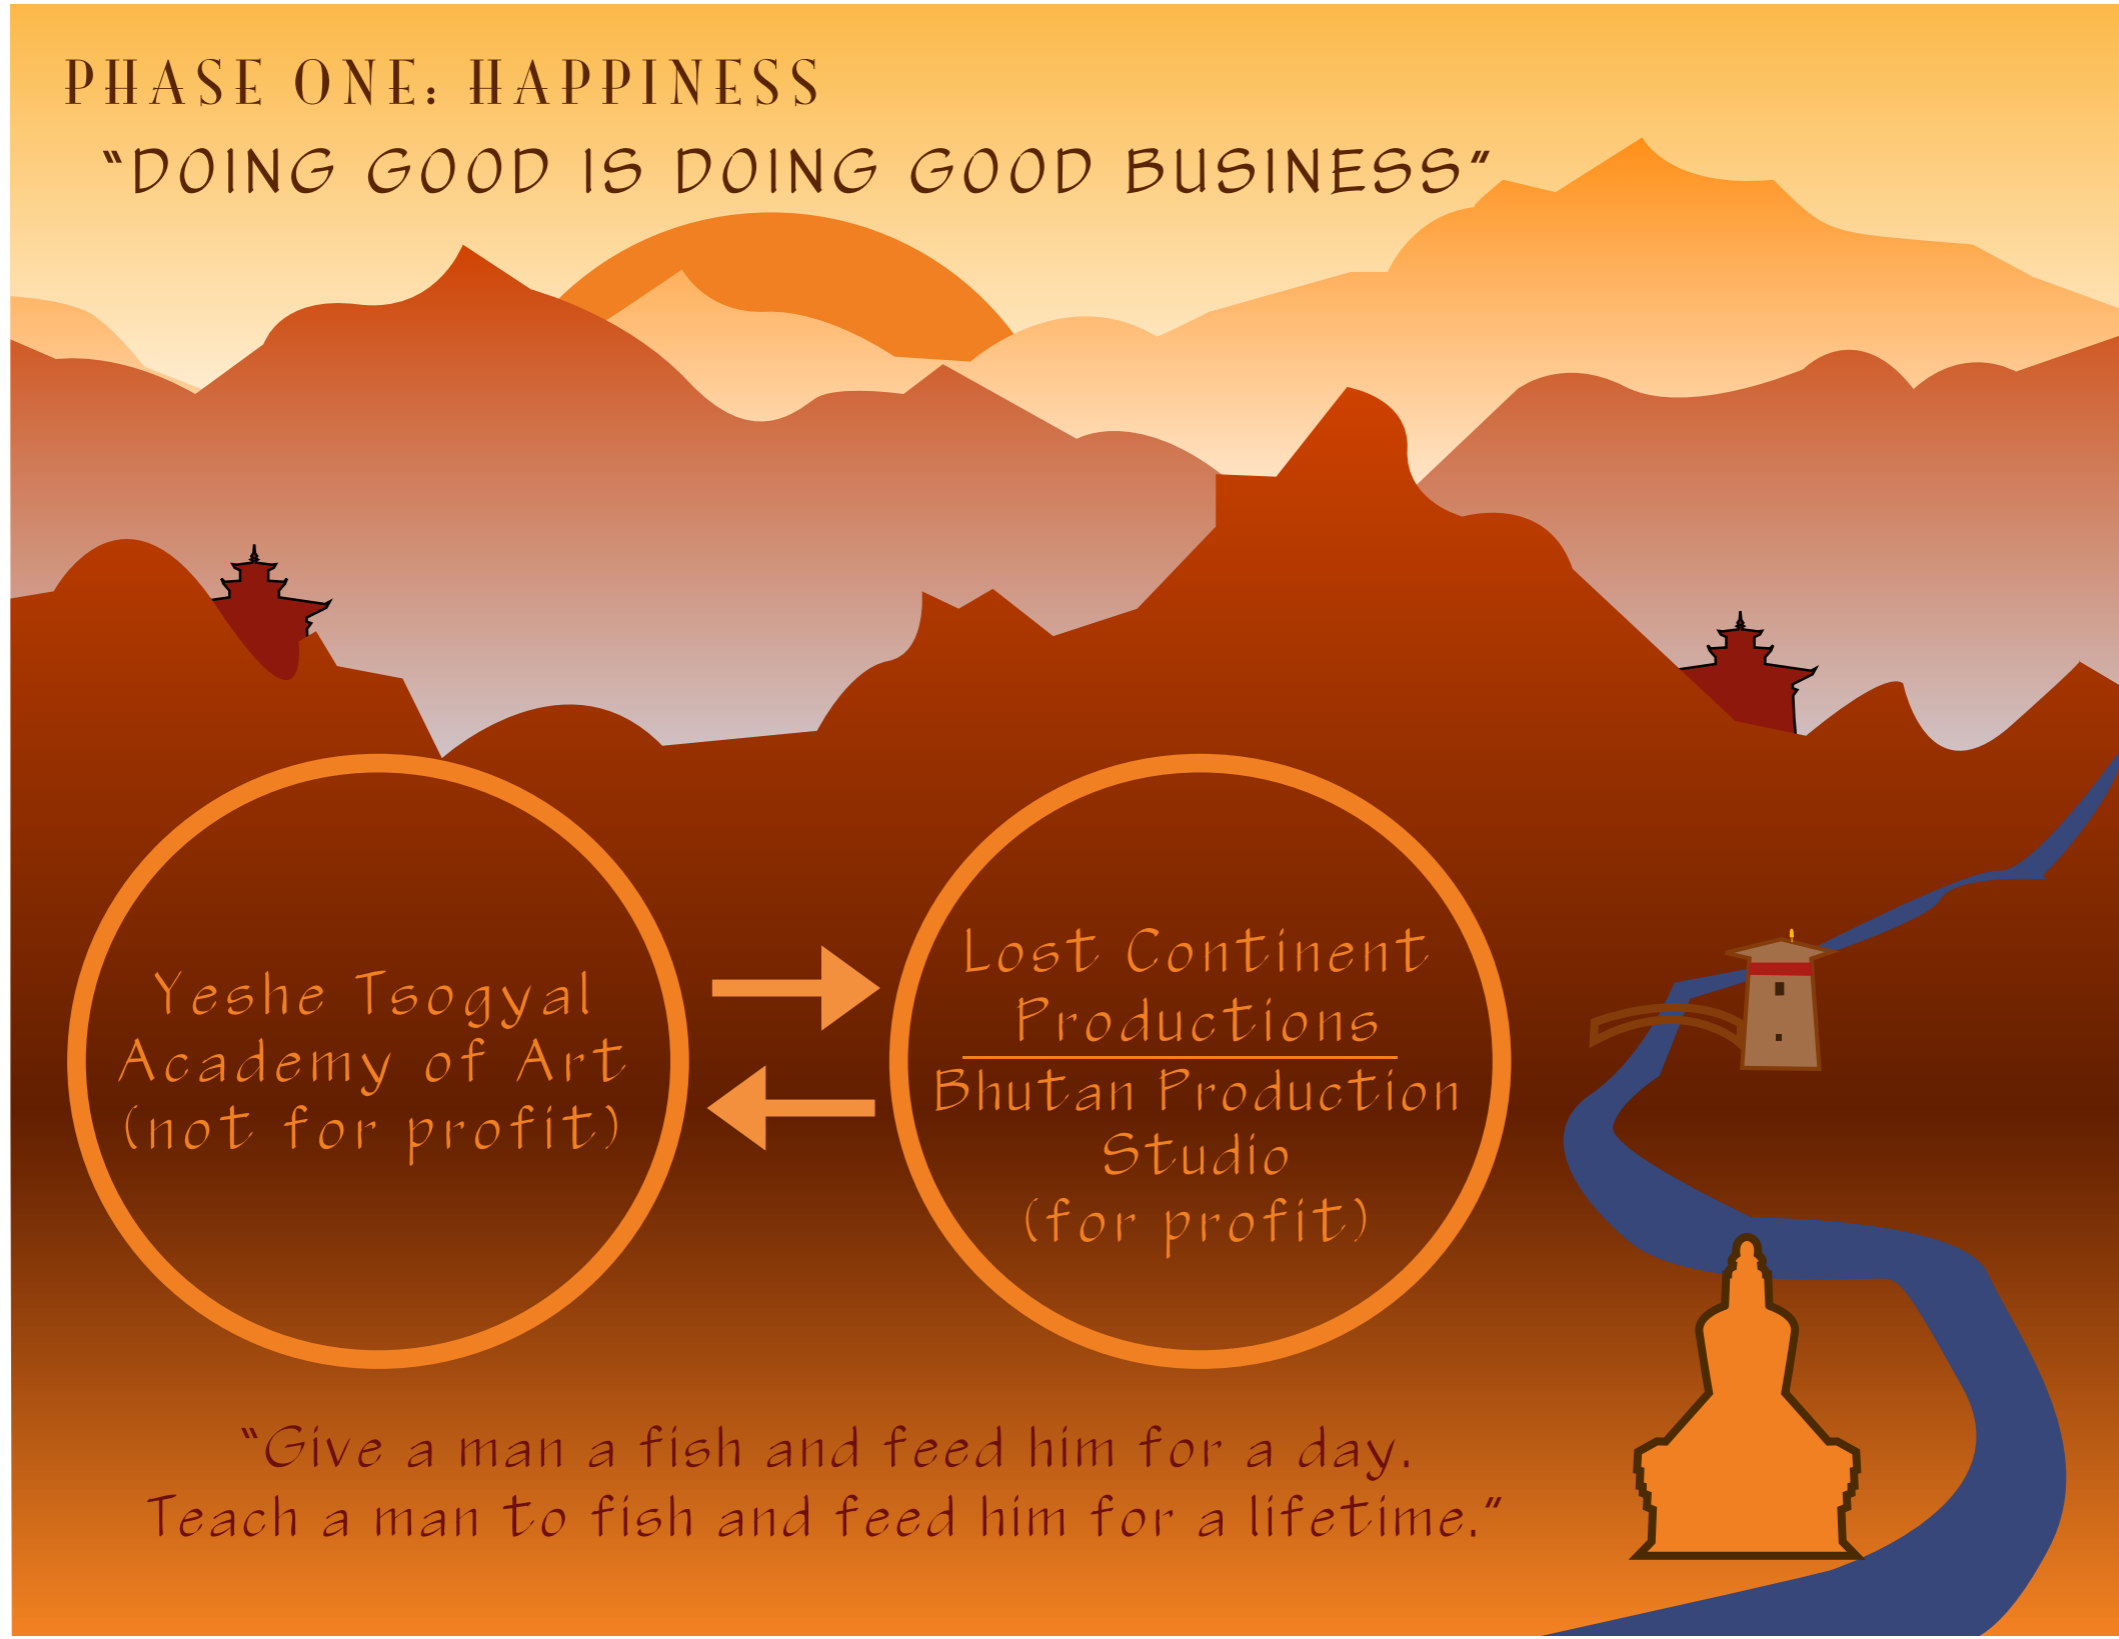 PHASE ONE: HAPPINESS
“DOING GOOD IS DOING GOOD BUSINESS”
Yeshe Tsogyal
Academy of Art
(not for profit)
Lost Continent
Productions
Bhutan Production
Studio
(for profit)
“Give a man a fish and feed him for a day.
Teach a man to fish and feed him for a lifetime.”